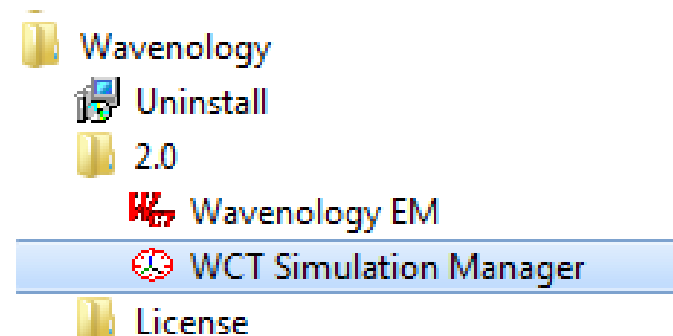 Wavenology
Uninstall
2.0
Wavenology EM
WCT Simulation Manager
License